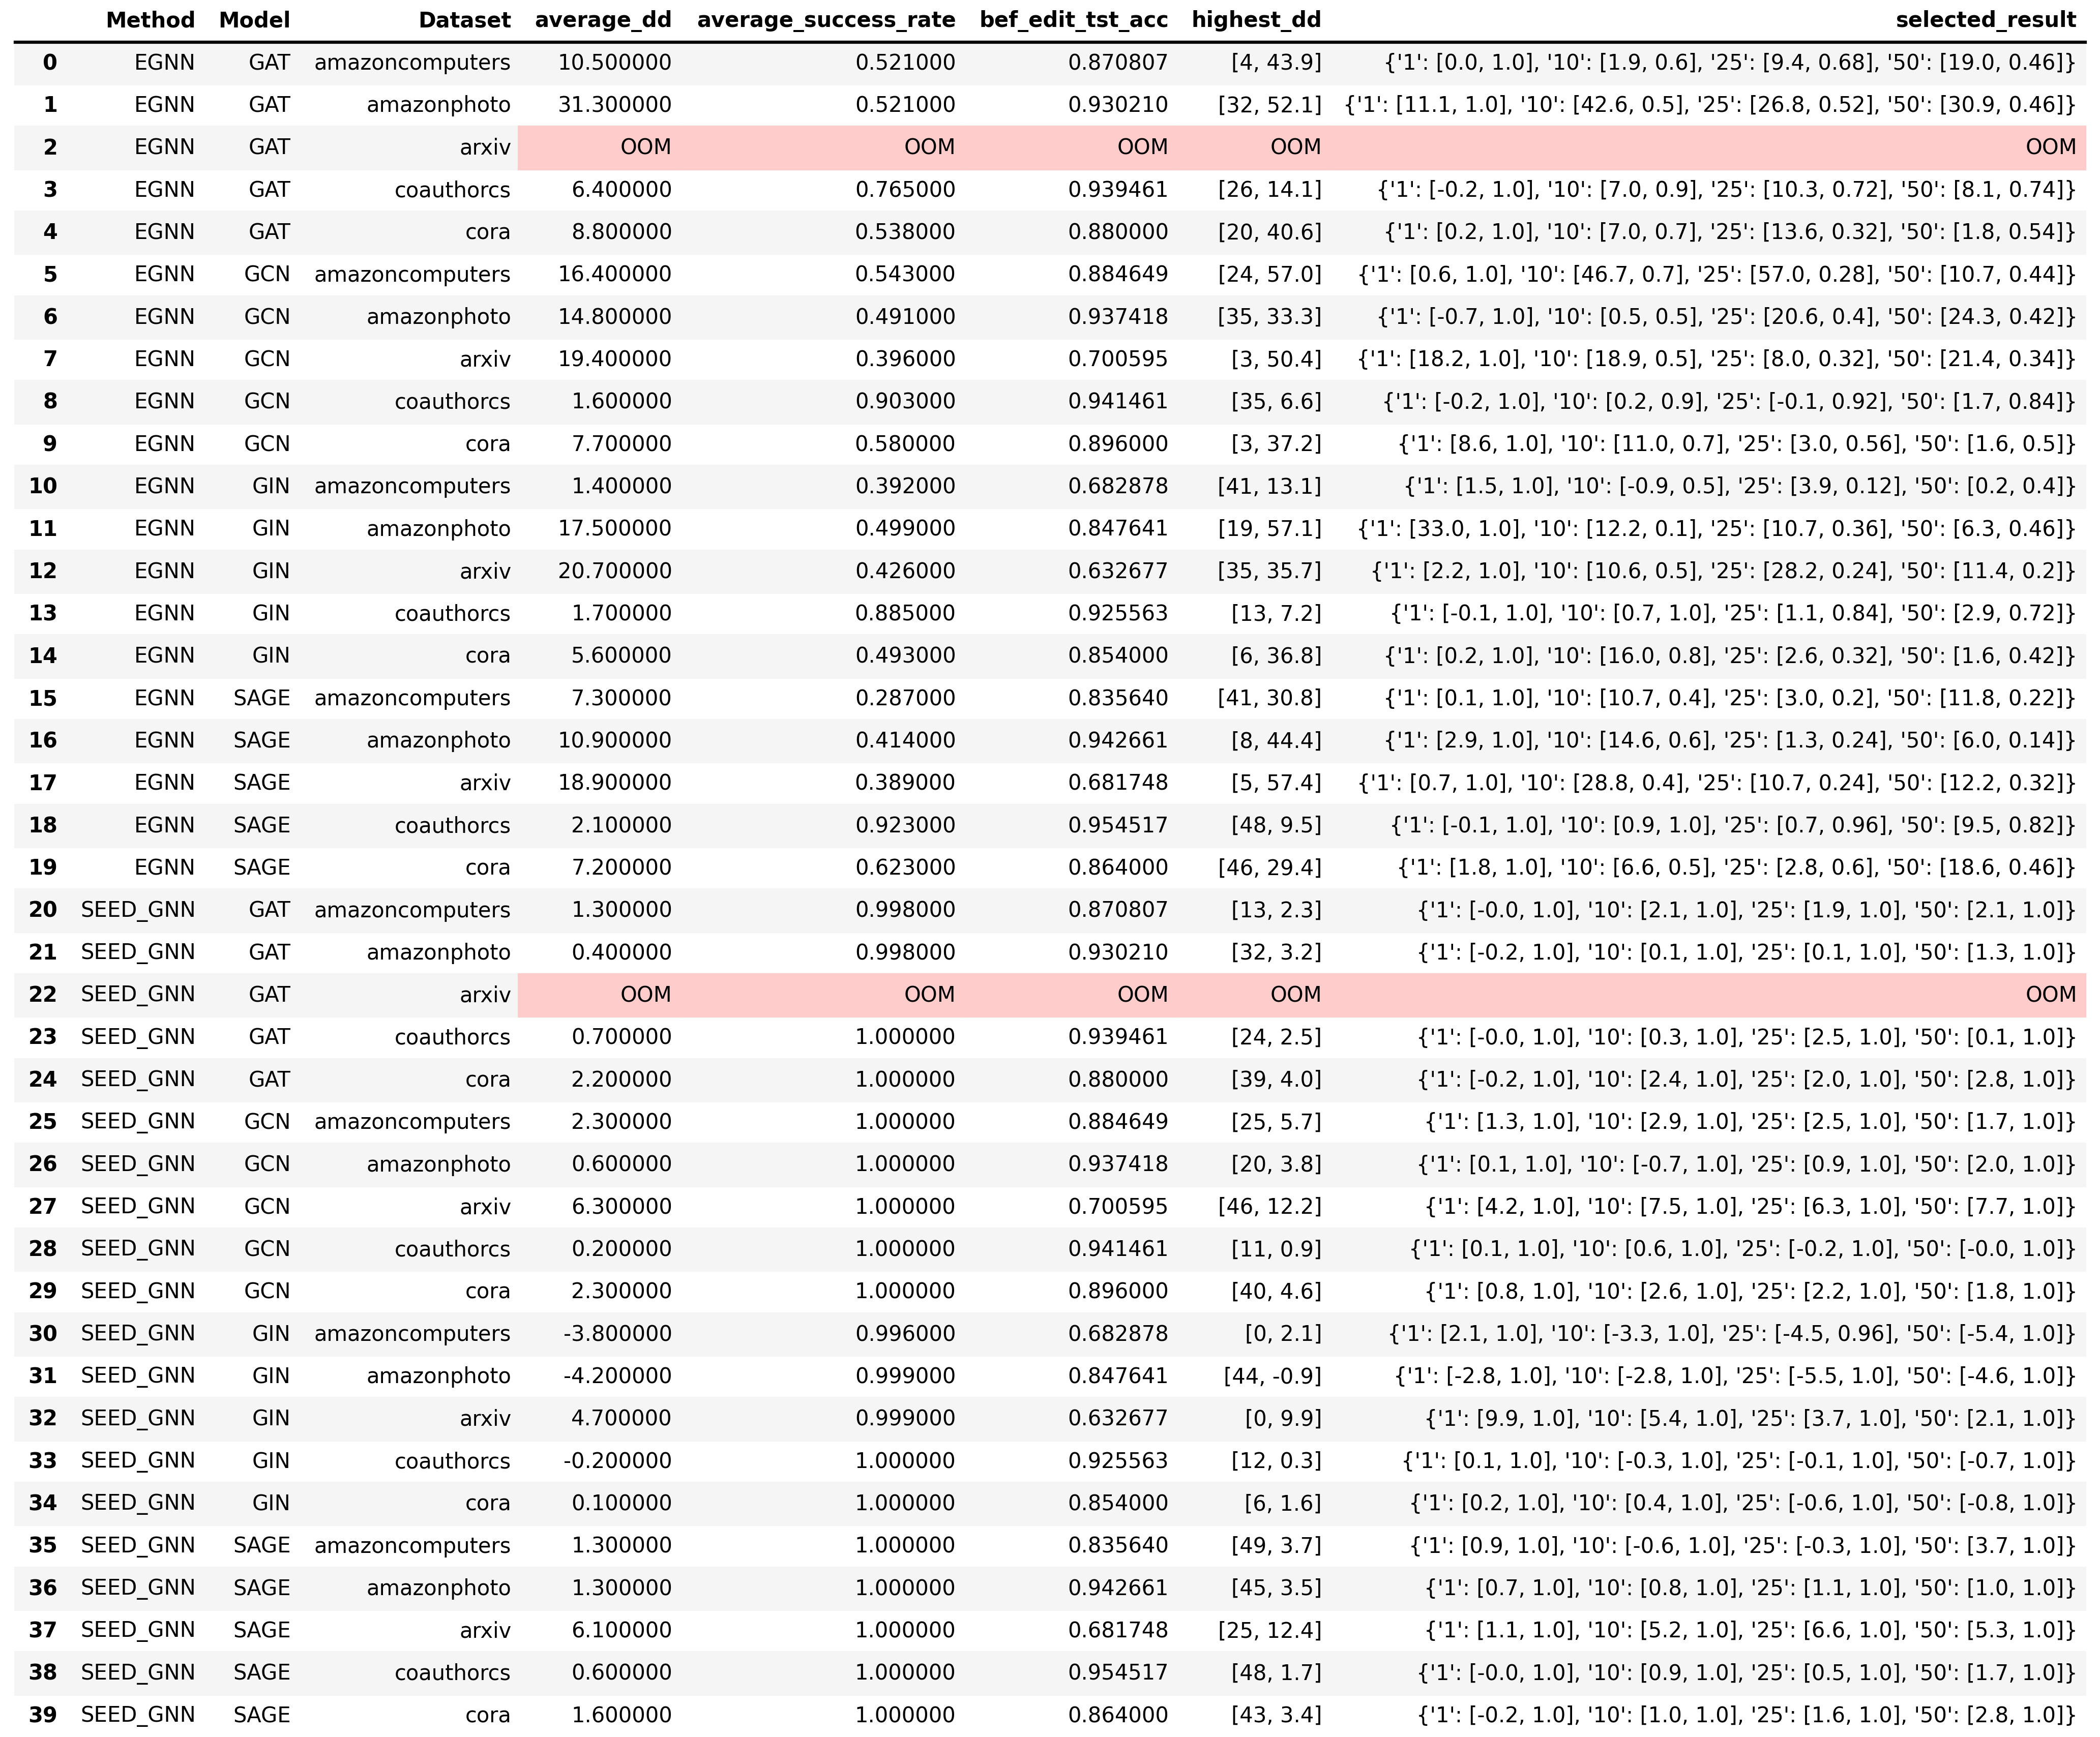 Method Model Dataset average_dd average_success_rate bef_edit_tst_acc highest_dd selected_result
0 EGNN GAT amazoncomputers 10.500000 0.521000 0.870807 [4, 43.9] {'1': [0.0, 1.0], '10': [1.9, 0.6], '25': [9.4, 0.68], '50': [19.0, 0.46]}
1 EGNN GAT amazonphoto 31.300000 0.521000 0.930210 [32, 52.1] {'1': [11.1, 1.0], '10': [42.6, 0.5], '25': [26.8, 0.52], '50': [30.9, 0.46]}
2 EGNN GAT arxiv OOM OOM OOM OOM OOM
3 EGNN GAT coauthorcs 6.400000 0.765000 0.939461 [26, 14.1] {'1': [-0.2, 1.0], '10': [7.0, 0.9], '25': [10.3, 0.72], '50': [8.1, 0.74]}
4 EGNN GAT cora 8.800000 0.538000 0.880000 [20, 40.6] {'1': [0.2, 1.0], '10': [7.0, 0.7], '25': [13.6, 0.32], '50': [1.8, 0.54]}
5 EGNN GCN amazoncomputers 16.400000 0.543000 0.884649 [24, 57.0] {'1': [0.6, 1.0], '10': [46.7, 0.7], '25': [57.0, 0.28], '50': [10.7, 0.44]}
6 EGNN GCN amazonphoto 14.800000 0.491000 0.937418 [35, 33.3] {'1': [-0.7, 1.0], '10': [0.5, 0.5], '25': [20.6, 0.4], '50': [24.3, 0.42]}
7 EGNN GCN arxiv 19.400000 0.396000 0.700595 [3, 50.4] {'1': [18.2, 1.0], '10': [18.9, 0.5], '25': [8.0, 0.32], '50': [21.4, 0.34]}
8 EGNN GCN coauthorcs 1.600000 0.903000 0.941461 [35, 6.6] {'1': [-0.2, 1.0], '10': [0.2, 0.9], '25': [-0.1, 0.92], '50': [1.7, 0.84]}
9 EGNN GCN cora 7.700000 0.580000 0.896000 [3, 37.2] {'1': [8.6, 1.0], '10': [11.0, 0.7], '25': [3.0, 0.56], '50': [1.6, 0.5]}
10 EGNN GIN amazoncomputers 1.400000 0.392000 0.682878 [41, 13.1] {'1': [1.5, 1.0], '10': [-0.9, 0.5], '25': [3.9, 0.12], '50': [0.2, 0.4]}
11 EGNN GIN amazonphoto 17.500000 0.499000 0.847641 [19, 57.1] {'1': [33.0, 1.0], '10': [12.2, 0.1], '25': [10.7, 0.36], '50': [6.3, 0.46]}
12 EGNN GIN arxiv 20.700000 0.426000 0.632677 [35, 35.7] {'1': [2.2, 1.0], '10': [10.6, 0.5], '25': [28.2, 0.24], '50': [11.4, 0.2]}
13 EGNN GIN coauthorcs 1.700000 0.885000 0.925563 [13, 7.2] {'1': [-0.1, 1.0], '10': [0.7, 1.0], '25': [1.1, 0.84], '50': [2.9, 0.72]}
14 EGNN GIN cora 5.600000 0.493000 0.854000 [6, 36.8] {'1': [0.2, 1.0], '10': [16.0, 0.8], '25': [2.6, 0.32], '50': [1.6, 0.42]}
15 EGNN SAGE amazoncomputers 7.300000 0.287000 0.835640 [41, 30.8] {'1': [0.1, 1.0], '10': [10.7, 0.4], '25': [3.0, 0.2], '50': [11.8, 0.22]}
16 EGNN SAGE amazonphoto 10.900000 0.414000 0.942661 [8, 44.4] {'1': [2.9, 1.0], '10': [14.6, 0.6], '25': [1.3, 0.24], '50': [6.0, 0.14]}
17 EGNN SAGE arxiv 18.900000 0.389000 0.681748 [5, 57.4] {'1': [0.7, 1.0], '10': [28.8, 0.4], '25': [10.7, 0.24], '50': [12.2, 0.32]}
18 EGNN SAGE coauthorcs 2.100000 0.923000 0.954517 [48, 9.5] {'1': [-0.1, 1.0], '10': [0.9, 1.0], '25': [0.7, 0.96], '50': [9.5, 0.82]}
19 EGNN SAGE cora 7.200000 0.623000 0.864000 [46, 29.4] {'1': [1.8, 1.0], '10': [6.6, 0.5], '25': [2.8, 0.6], '50': [18.6, 0.46]}
20 SEED_GNN GAT amazoncomputers 1.300000 0.998000 0.870807 [13, 2.3] {'1': [-0.0, 1.0], '10': [2.1, 1.0], '25': [1.9, 1.0], '50': [2.1, 1.0]}
21 SEED_GNN GAT amazonphoto 0.400000 0.998000 0.930210 [32, 3.2] {'1': [-0.2, 1.0], '10': [0.1, 1.0], '25': [0.1, 1.0], '50': [1.3, 1.0]}
22 SEED_GNN GAT arxiv OOM OOM OOM OOM OOM
23 SEED_GNN GAT coauthorcs 0.700000 1.000000 0.939461 [24, 2.5] {'1': [-0.0, 1.0], '10': [0.3, 1.0], '25': [2.5, 1.0], '50': [0.1, 1.0]}
24 SEED_GNN GAT cora 2.200000 1.000000 0.880000 [39, 4.0] {'1': [-0.2, 1.0], '10': [2.4, 1.0], '25': [2.0, 1.0], '50': [2.8, 1.0]}
25 SEED_GNN GCN amazoncomputers 2.300000 1.000000 0.884649 [25, 5.7] {'1': [1.3, 1.0], '10': [2.9, 1.0], '25': [2.5, 1.0], '50': [1.7, 1.0]}
26 SEED_GNN GCN amazonphoto 0.600000 1.000000 0.937418 [20, 3.8] {'1': [0.1, 1.0], '10': [-0.7, 1.0], '25': [0.9, 1.0], '50': [2.0, 1.0]}
27 SEED_GNN GCN arxiv 6.300000 1.000000 0.700595 [46, 12.2] {'1': [4.2, 1.0], '10': [7.5, 1.0], '25': [6.3, 1.0], '50': [7.7, 1.0]}
28 SEED_GNN GCN coauthorcs 0.200000 1.000000 0.941461 [11, 0.9] {'1': [0.1, 1.0], '10': [0.6, 1.0], '25': [-0.2, 1.0], '50': [-0.0, 1.0]}
29 SEED_GNN GCN cora 2.300000 1.000000 0.896000 [40, 4.6] {'1': [0.8, 1.0], '10': [2.6, 1.0], '25': [2.2, 1.0], '50': [1.8, 1.0]}
30 SEED_GNN GIN amazoncomputers -3.800000 0.996000 0.682878 [0, 2.1] {'1': [2.1, 1.0], '10': [-3.3, 1.0], '25': [-4.5, 0.96], '50': [-5.4, 1.0]}
31 SEED_GNN GIN amazonphoto -4.200000 0.999000 0.847641 [44, -0.9] {'1': [-2.8, 1.0], '10': [-2.8, 1.0], '25': [-5.5, 1.0], '50': [-4.6, 1.0]}
32 SEED_GNN GIN arxiv 4.700000 0.999000 0.632677 [0, 9.9] {'1': [9.9, 1.0], '10': [5.4, 1.0], '25': [3.7, 1.0], '50': [2.1, 1.0]}
33 SEED_GNN GIN coauthorcs -0.200000 1.000000 0.925563 [12, 0.3] {'1': [0.1, 1.0], '10': [-0.3, 1.0], '25': [-0.1, 1.0], '50': [-0.7, 1.0]}
34 SEED_GNN GIN cora 0.100000 1.000000 0.854000 [6, 1.6] {'1': [0.2, 1.0], '10': [0.4, 1.0], '25': [-0.6, 1.0], '50': [-0.8, 1.0]}
35 SEED_GNN SAGE amazoncomputers 1.300000 1.000000 0.835640 [49, 3.7] {'1': [0.9, 1.0], '10': [-0.6, 1.0], '25': [-0.3, 1.0], '50': [3.7, 1.0]}
36 SEED_GNN SAGE amazonphoto 1.300000 1.000000 0.942661 [45, 3.5] {'1': [0.7, 1.0], '10': [0.8, 1.0], '25': [1.1, 1.0], '50': [1.0, 1.0]}
37 SEED_GNN SAGE arxiv 6.100000 1.000000 0.681748 [25, 12.4] {'1': [1.1, 1.0], '10': [5.2, 1.0], '25': [6.6, 1.0], '50': [5.3, 1.0]}
38 SEED_GNN SAGE coauthorcs 0.600000 1.000000 0.954517 [48, 1.7] {'1': [-0.0, 1.0], '10': [0.9, 1.0], '25': [0.5, 1.0], '50': [1.7, 1.0]}
39 SEED_GNN SAGE cora 1.600000 1.000000 0.864000 [43, 3.4] {'1': [-0.2, 1.0], '10': [1.0, 1.0], '25': [1.6, 1.0], '50': [2.8, 1.0]}